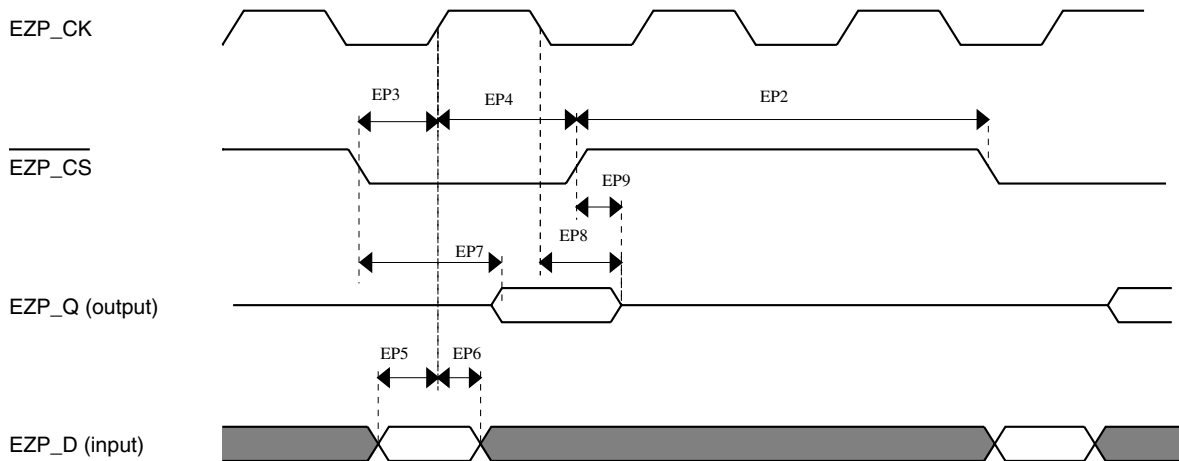 EZP_CK
EP3
EP4
EP2
EZP_CS
EP9
EP8
EP7
EZP_Q (output)
EP5
EP6
EZP_D (input)